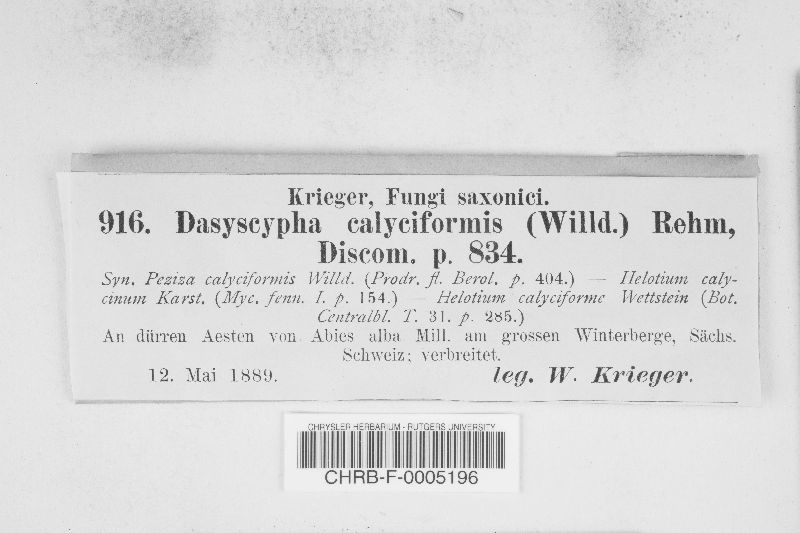 Krieger, Fungi saxonici.
916. Dasyscypha calyciformis (Willd.) Rehm,
Discom. p. 834.
Syn. Peziza calyciformis Willd. (Prodr. fl. Berol. p. 404.) — Helotium caly-
cinum Karst. (Myc. fenn. I. p. 154.) — Helotium calyciforme Wettstein (Bot.
Centralbl. T. 31. p. 285.)
An dürren Aesten von Abies alba Mill. am grossen Winterberge, Sächs.
Schweiz; verbreitet.
12. Mai 1889. leg. W. Krieger.
CHRYSLER HERBARIUM - RUTGERS UNIVERSITY
CHRB-F-0005196